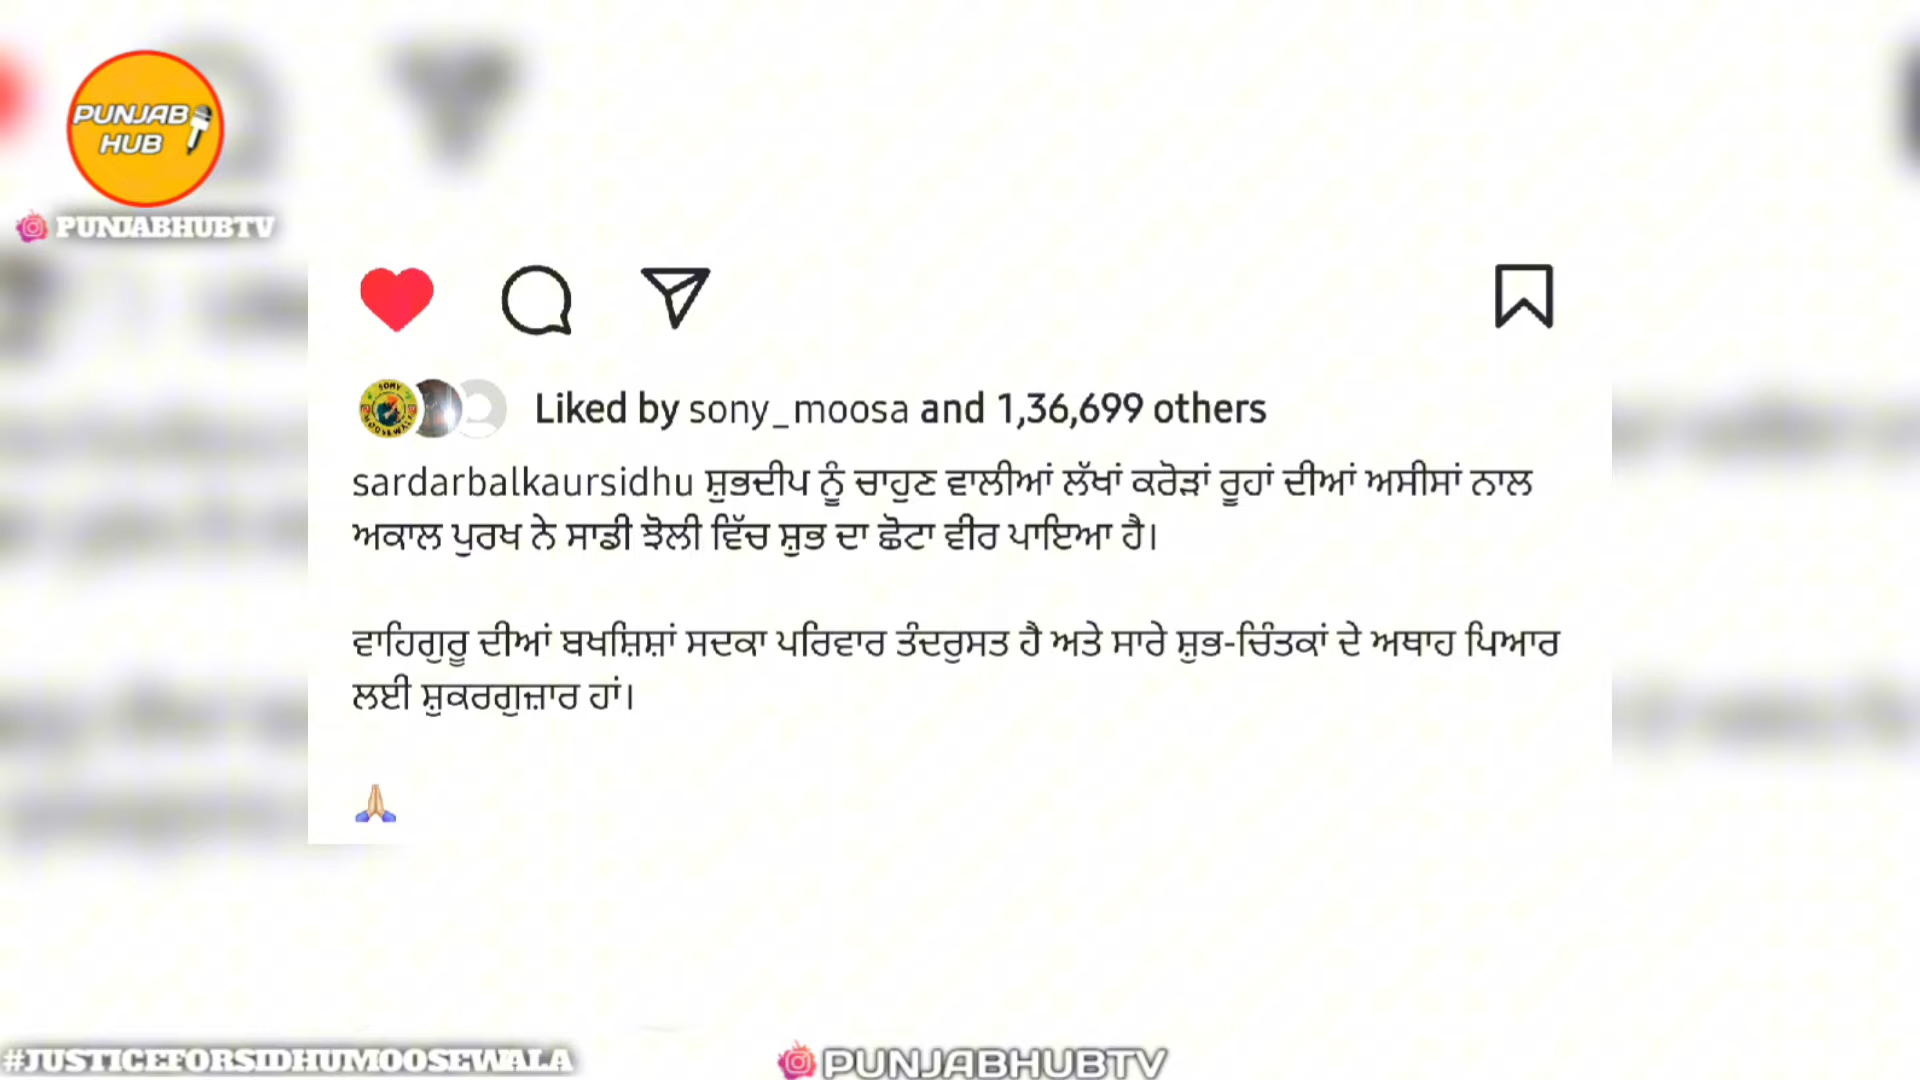 PUNJAB
HUB
PUNJABHUBTV
Liked by sony_moosa and 1,36,699 others
sardarbalkaursidhu ਸ਼ੁਭਦੀਪ ਨੂੰ ਚਾਹੁਣ ਵਾਲੀਆਂ ਲੱਖਾਂ ਕਰੋੜਾਂ ਰੂਹਾਂ ਦੀਆਂ ਅਸੀਸਾਂ ਨਾਲ
ਅਕਾਲ ਪੁਰਖ ਨੇ ਸਾਡੀ ਝੋਲੀ ਵਿੱਚ ਸ਼ੁਭ ਦਾ ਛੋਟਾ ਵੀਰ ਪਾਇਆ ਹੈ।
ਵਾਹਿਗੁਰੂ ਦੀਆਂ ਬਖਸ਼ਿਸ਼ਾਂ ਸਦਕਾ ਪਰਿਵਾਰ ਤੰਦਰੁਸਤ ਹੈ ਅਤੇ ਸਾਰੇ ਸ਼ੁਭ-ਚਿੰਤਕਾਂ ਦੇ ਅਥਾਹ ਪਿਆਰ
ਲਈ ਸ਼ੁਕਰਗੁਜ਼ਾਰ ਹਾਂ।
🙏🏼
#JUSTICEFORSIDHUMOOSEWALA
PUNJABHUBTV